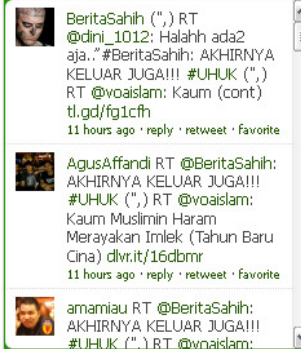 BeritaSahih (",) RT
@dini_1012: Halahh ada2
aja.."#BeritaSahih: AKHIRNYA
KELUAR JUGA!!! #UHUK (",)
RT @voaislam: Kaum (cont)
tl.gd/fg1cfh
11 hours ago · reply · retweet · favorite
AgusAffandi RT @BeritaSahih:
AKHIRNYA KELUAR JUGA!!!
#UHUK (",) RT @voaislam:
Kaum Muslimin Haram
Merayakan Imlek (Tahun Baru
Cina) dlvr.it/16dbmr
11 hours ago · reply · retweet · favorite
amamiau RT @BeritaSahih:
AKHIRNYA KELUAR JUGA!!!
#UHUK (",) RT @voaislam: